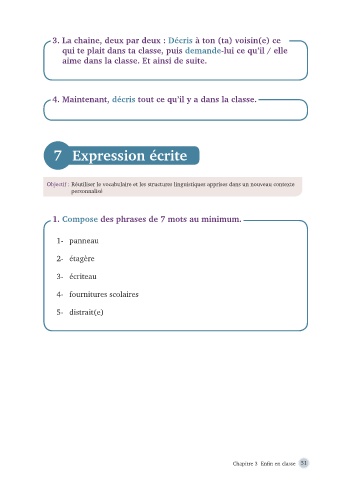 3. La chaîne, deux par deux : Décris à ton (ta) voisin(e) ce
qui te plait dans ta classe, puis demande-lui ce qu'il / elle
aime dans la classe. Et ainsi de suite.
4. Maintenant, décris tout ce qu'il y a dans la classe.
7 Expression écrite
Objectif : Réutiliser le vocabulaire et les structures linguistiques apprises dans un nouveau contexte
personnalisé
1. Compose des phrases de 7 mots au minimum.
1- panneau
2- étagère
3- écriteau
4- fournitures scolaires
5- distrait(e)
Chapitre 3 Enfin en classe 51